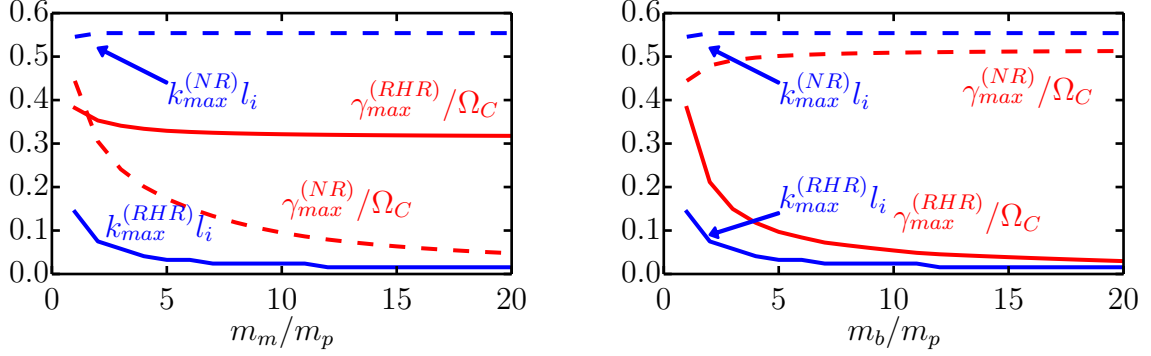 0.6
0.5
0.4
0.3
0.2
0.1
0.0
0 5 10 15 20
m_m/m_p
k_{max}^{(NR)} l_i
γ_{max}^{(RHR)}/Ω_C
γ_{max}^{(NR)}/Ω_C
k_{max}^{(RHR)} l_i
0.6
0.5
0.4
0.3
0.2
0.1
0.0
0 5 10 15 20
m_b/m_p
k_{max}^{(NR)} l_i
γ_{max}^{(NR)}/Ω_C
k_{max}^{(RHR)} l_i
γ_{max}^{(RHR)}/Ω_C